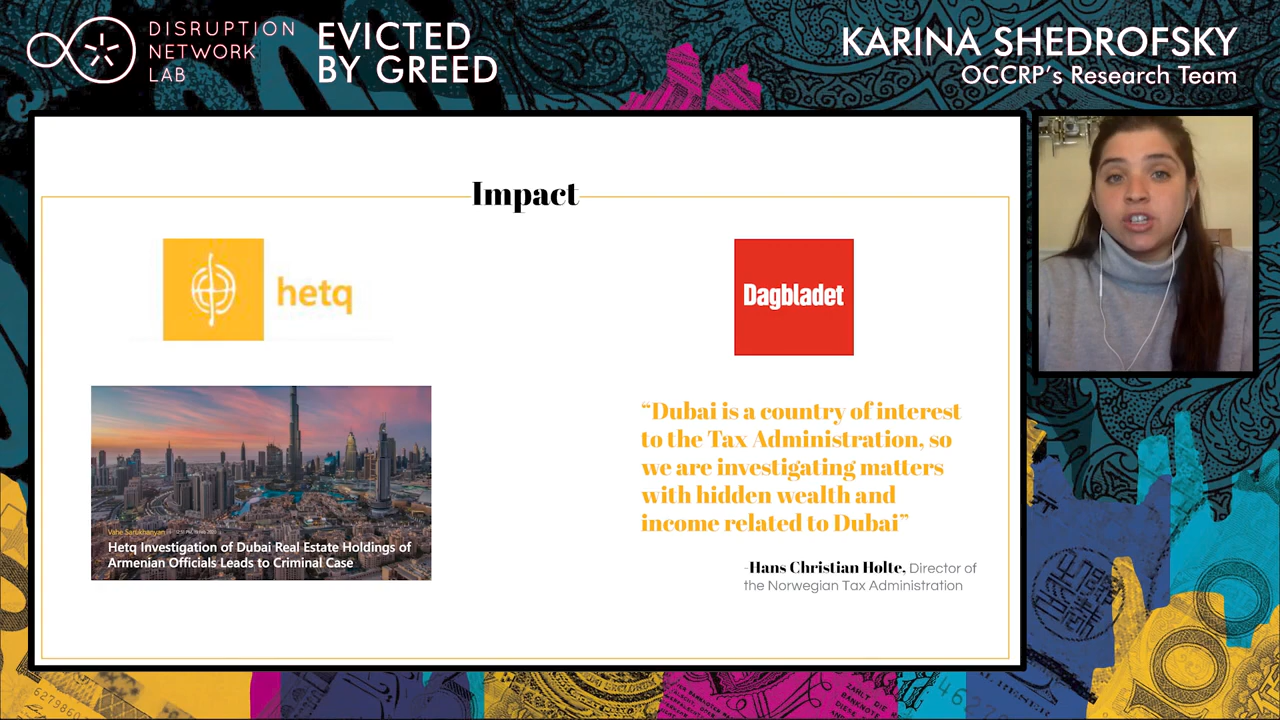 DISRUPTION
NETWORK
LAB
EVICTED
BY GREED
KARINA SHEDROFSKY
OCCRP's Research Team
Impact
hetq
Dagbladet
Vahe Sarukhanyan
Hetq Investigation of Dubai Real Estate Holdings of
Armenian Officials Leads to Criminal Case
“Dubai is a country of interest
to the Tax Administration, so
we are investigating matters
with hidden wealth and
income related to Dubai”
-Hans Christian Holte, Director of
the Norwegian Tax Administration